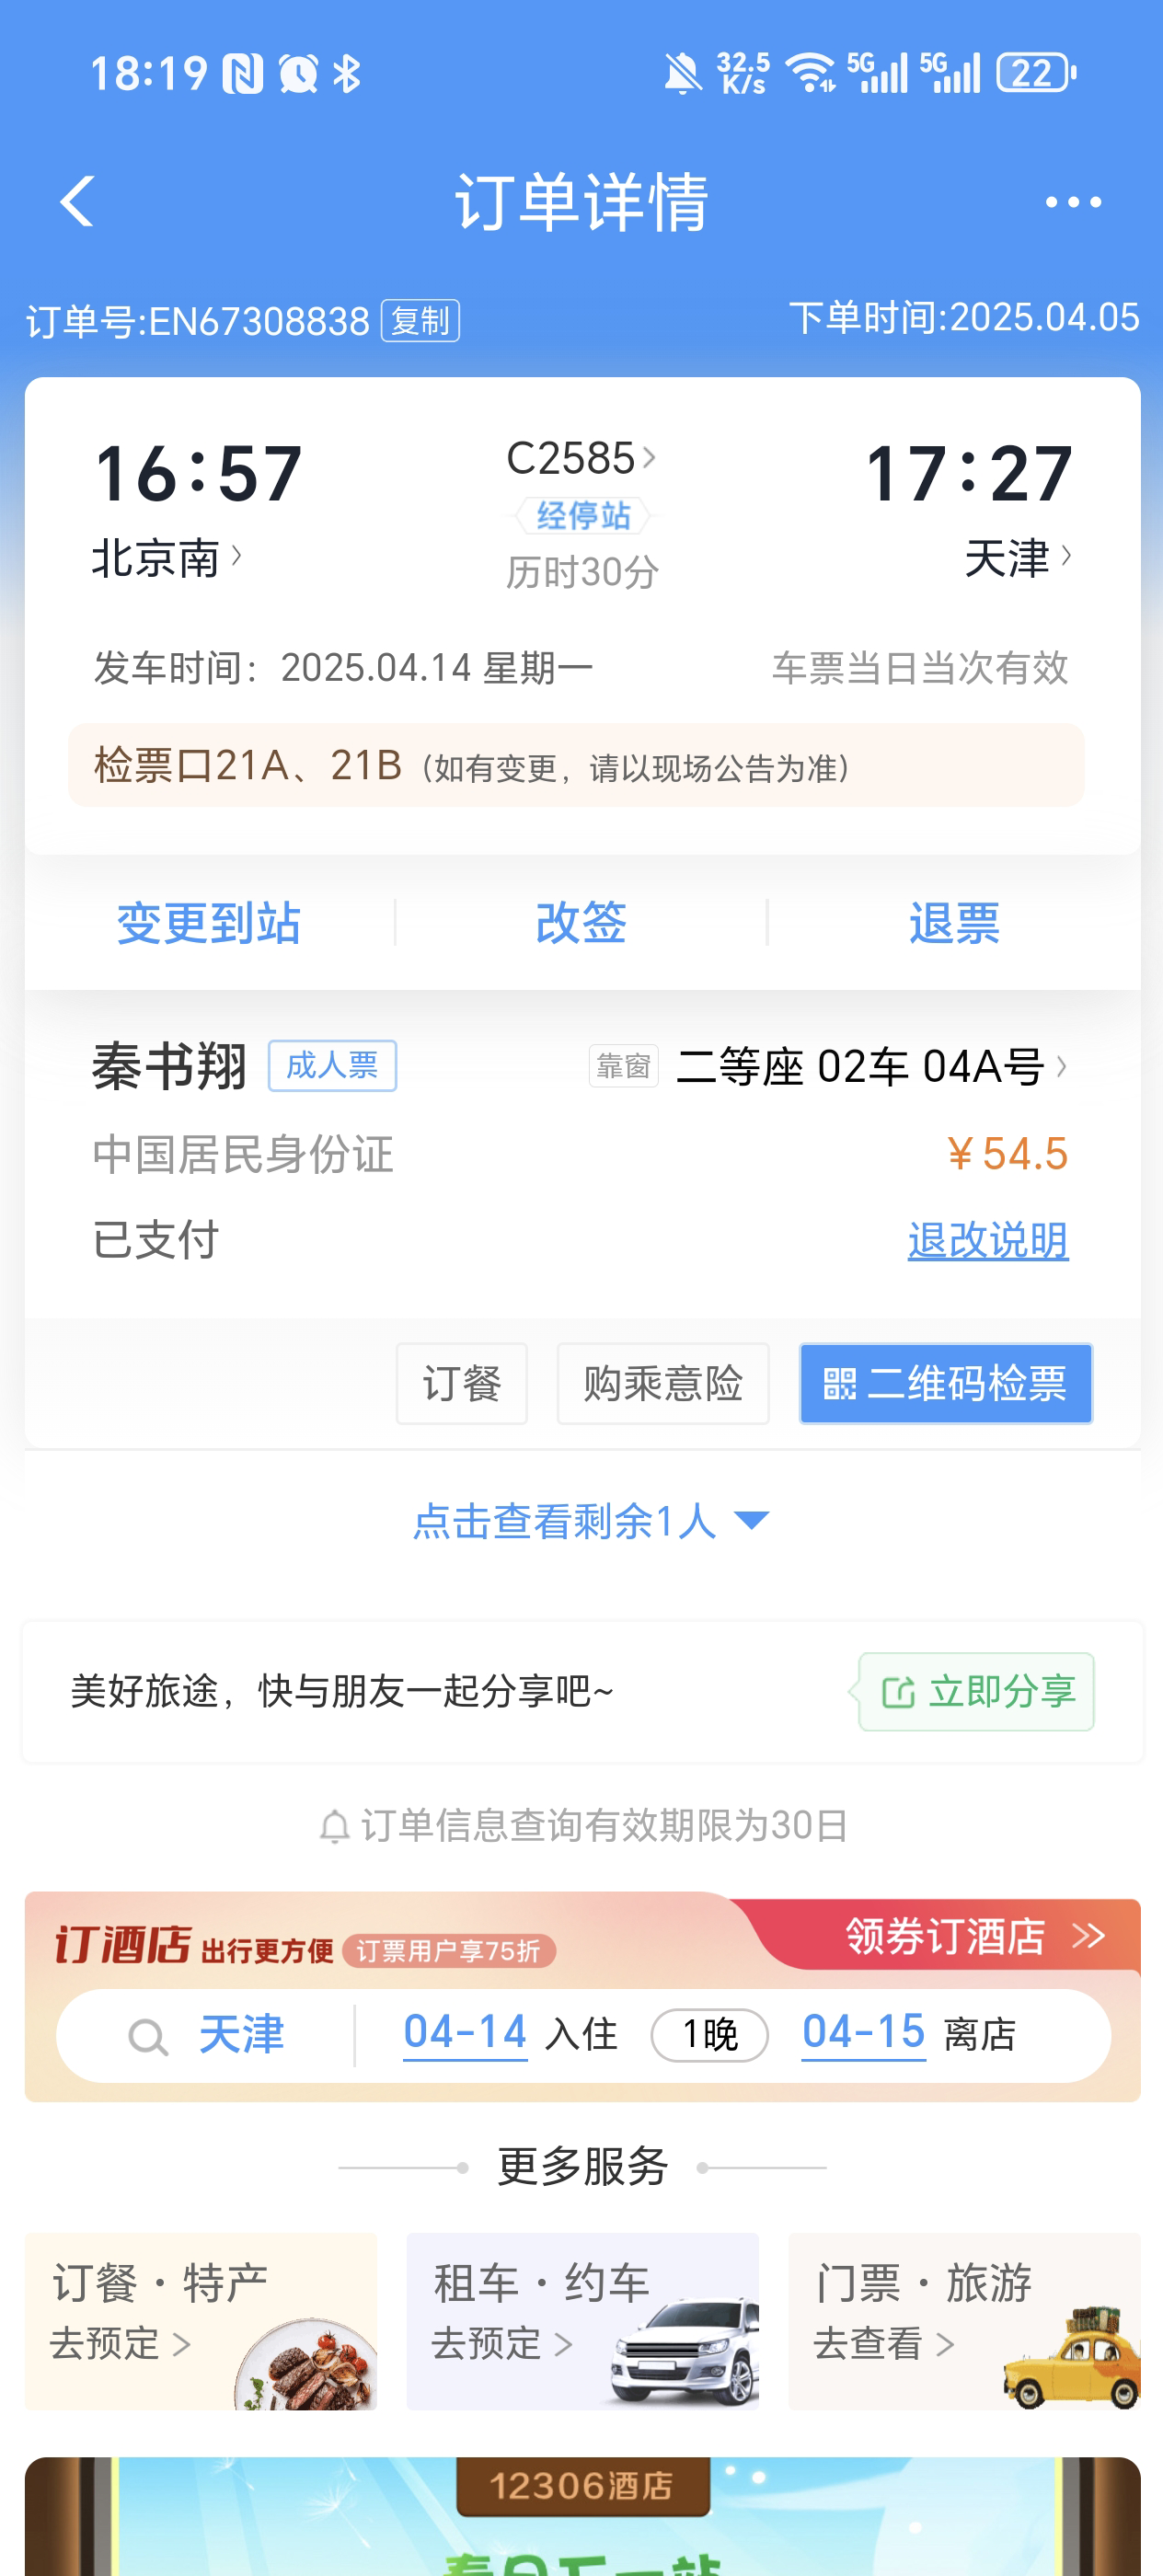 18:19 32.5 K/s 5G 5G 22
订单详情
订单号:EN67308838 复制 下单时间:2025.04.05
16:57 C2585 17:27
经停站
北京南 历时30分 天津
发车时间：2025.04.14 星期一 车票当日当次有效
检票口21A、21B（如有变更，请以现场公告为准）
变更到站 改签 退票
秦书翔 成人票 靠窗 二等座 02车 04A号
中国居民身份证 ￥54.5
已支付 退改说明
订餐 购乘意险 二维码检票
点击查看剩余1人
美好旅途，快与朋友一起分享吧~ 立即分享
订单信息查询有效期限为30日
订酒店 出行更方便 订票用户享75折 领券订酒店
天津 04-14 入住 1晚 04-15 离店
更多服务
订餐·特产 租车·约车 门票·旅游
去预定 去预定 去查看
12306酒店
春日下一站